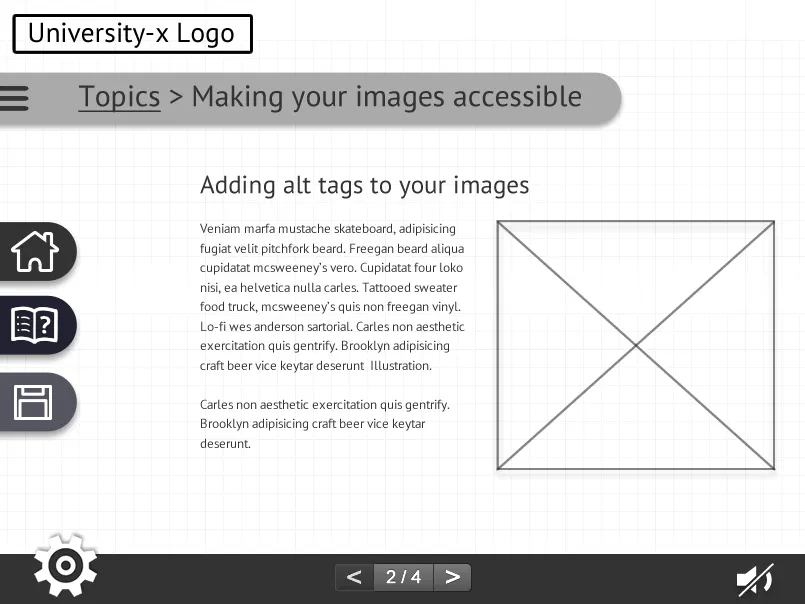 University-x Logo
Topics > Making your images accessible
Adding alt tags to your images
Veniam marfa mustache skateboard, adipisicing
fugiat velit pitchfork beard. Freegan beard aliqua
cupidatat mcsweeney's vero. Cupidatat four loko
nisi, ea helvetica nulla carles. Tattooed sweater
food truck, mcsweeney's quis non freegan vinyl.
Lo-fi wes anderson sartorial. Carles non aesthetic
exercitation quis gentrify. Brooklyn adipisicing
craft beer vice keytar deserunt  Illustration.
Carles non aesthetic exercitation quis gentrify.
Brooklyn adipisicing craft beer vice keytar
deserunt.
< 2 / 4 >